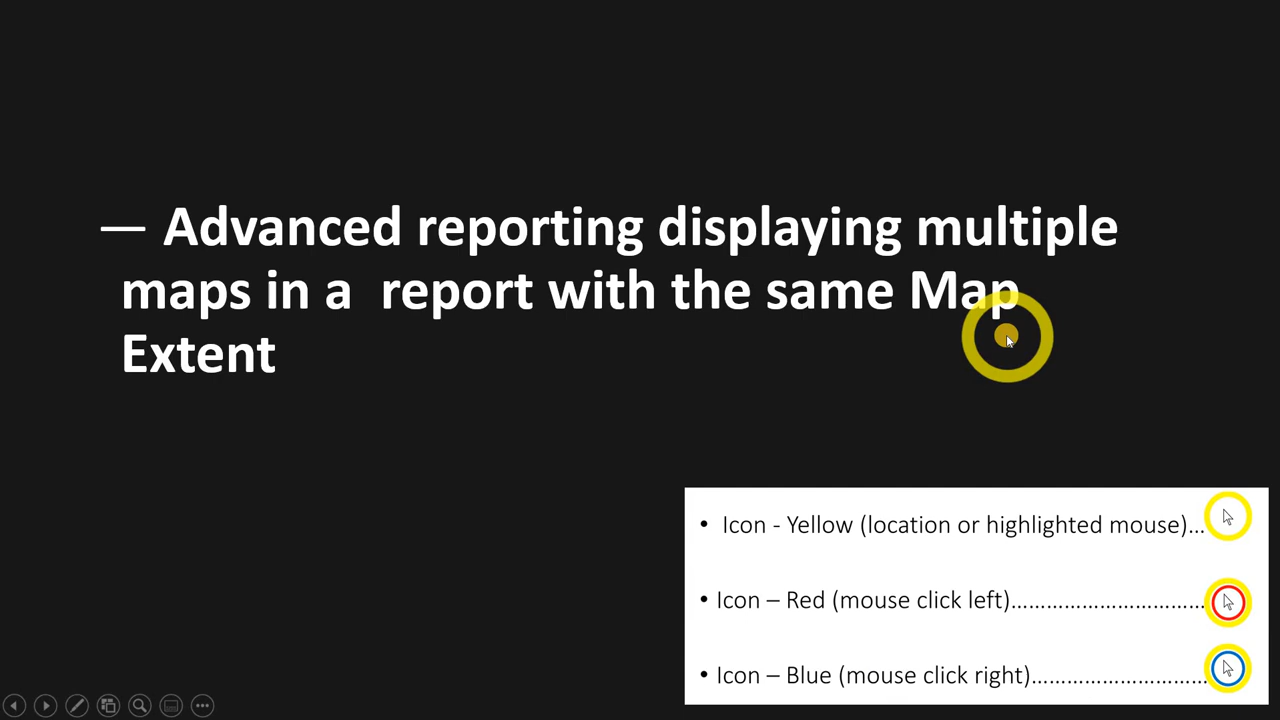 — Advanced reporting displaying multiple
maps in a report with the same Map
Extent
• Icon - Yellow (location or highlighted mouse)...
• Icon – Red (mouse click left)....................................
• Icon – Blue (mouse click right).................................